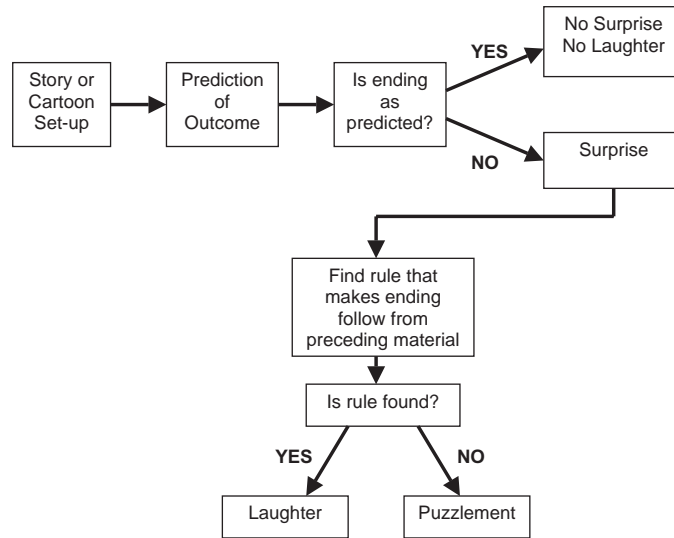 Story or
Cartoon
Set-up
Prediction
of
Outcome
Is ending
as
predicted?
YES
No Surprise
No Laughter
NO
Surprise
Find rule that
makes ending
follow from
preceding material
Is rule found?
YES
NO
Laughter
Puzzlement